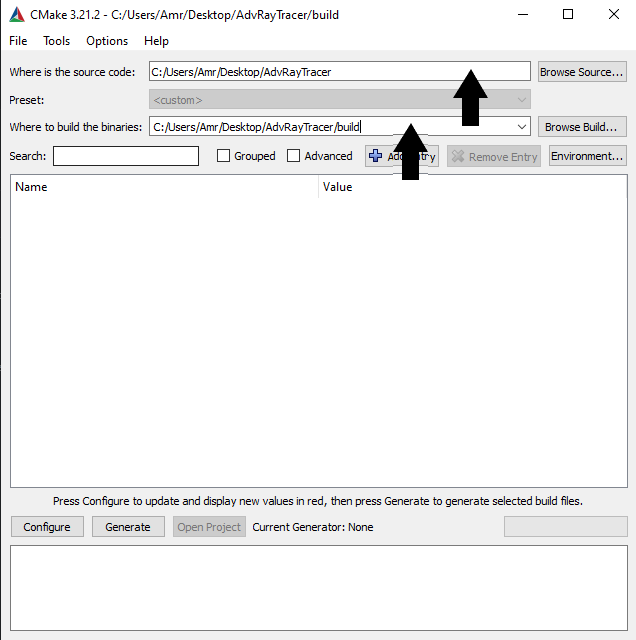 CMake 3.21.2 - C:/Users/Amr/Desktop/AdvRayTracer/build
File Tools Options Help
Where is the source code: C:/Users/Amr/Desktop/AdvRayTracer Browse Source...
Preset: <custom>
Where to build the binaries: C:/Users/Amr/Desktop/AdvRayTracer/build Browse Build...
Search: Grouped Advanced Remove Entry Environment...
Name Value
Press Configure to update and display new values in red, then press Generate to generate selected build files.
Configure Generate Open Project Current Generator: None